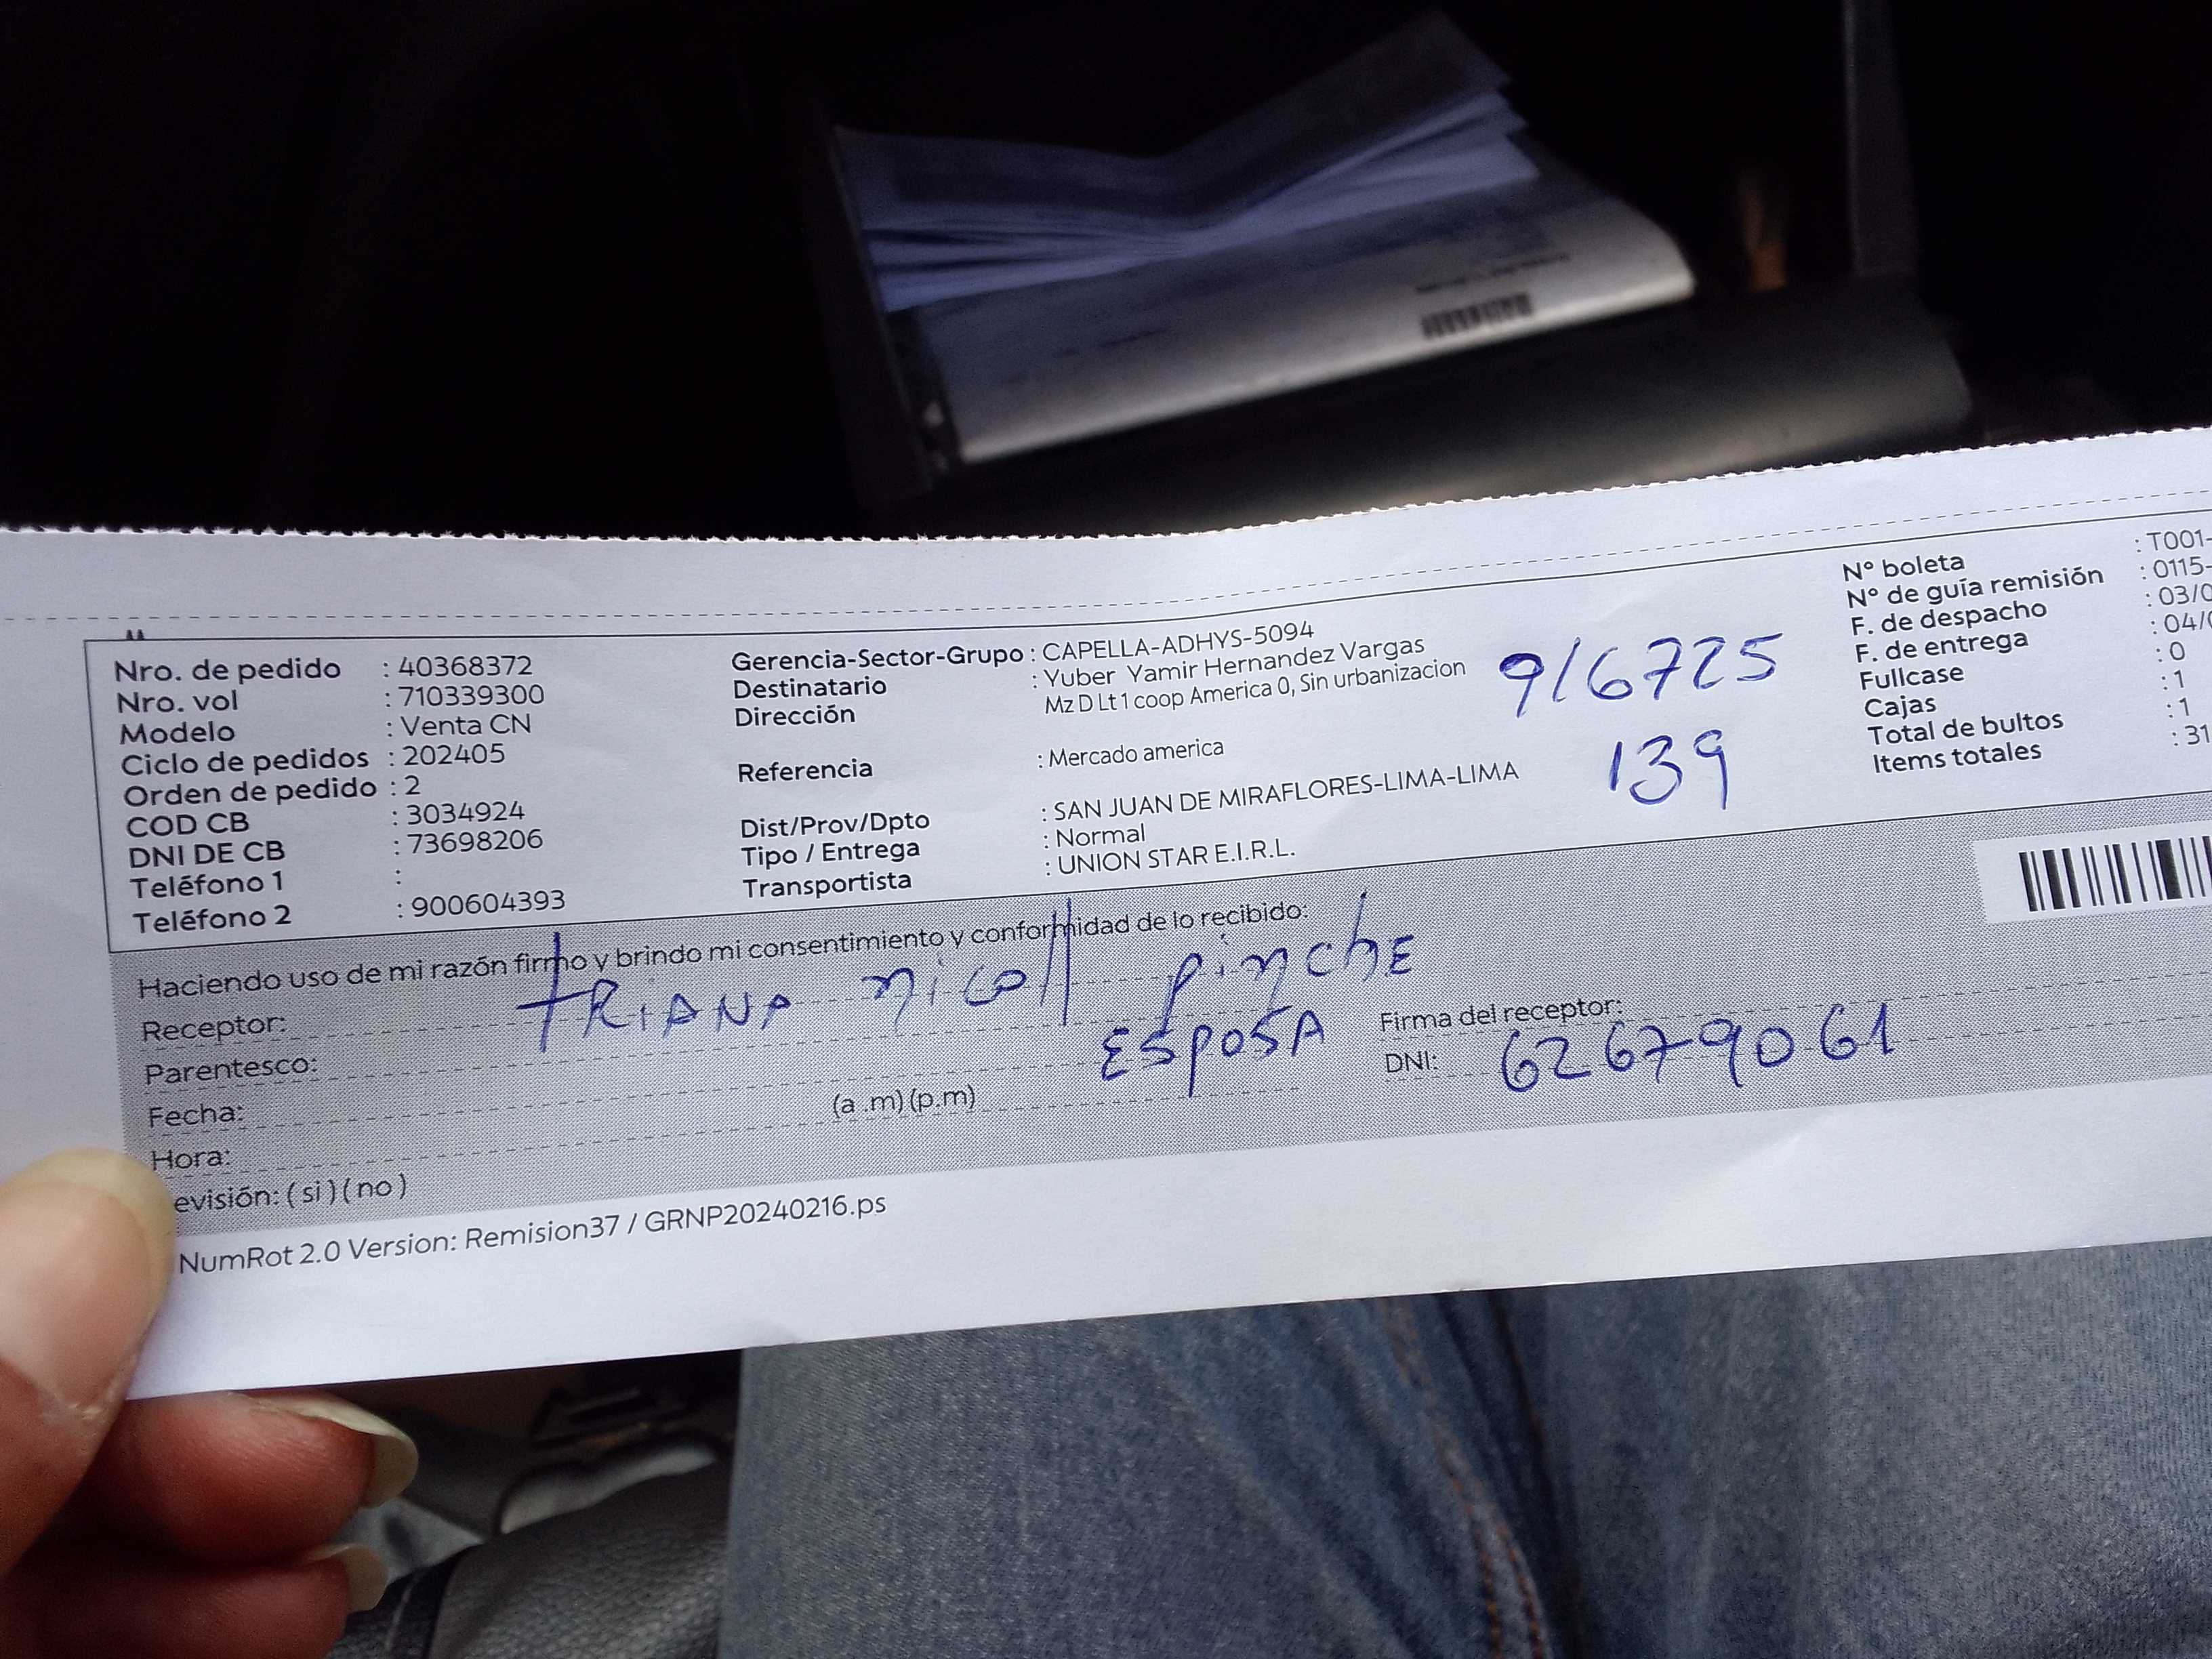 Nro. de pedido : 40368372
Nro. vol : 710339300
Modelo : Venta CN
Ciclo de pedidos : 202405
Orden de pedido : 2
COD CB : 3034924
DNI DE CB : 73698206
Teléfono 1 :
Teléfono 2 : 900604393
Gerencia-Sector-Grupo : CAPELLA-ADHYS-5094
Destinatario : Yuber Yamir Hernandez Vargas
Dirección Mz D Lt 1 coop America 0, Sin urbanizacion
Referencia : Mercado america
Dist/Prov/Dpto : SAN JUAN DE MIRAFLORES-LIMA-LIMA
Tipo / Entrega : Normal
Transportista : UNION STAR E.I.R.L.
916725
139
N° boleta : T001-
N° de guía remisión : 0115-
F. de despacho : 03/0
F. de entrega : 04/0
Fullcase : 0
Cajas : 1
Total de bultos : 1
Items totales : 31
Haciendo uso de mi razón firmo y brindo mi consentimiento y conformidad de lo recibido:
Receptor: tRiANA nicoll pinchE
Parentesco: ESposA
Fecha:
Hora: (a .m) (p.m)
evisión: ( si ) ( no )
Firma del receptor:
DNI: 62679061
NumRot 2.0 Version: Remision37 / GRNP20240216.ps